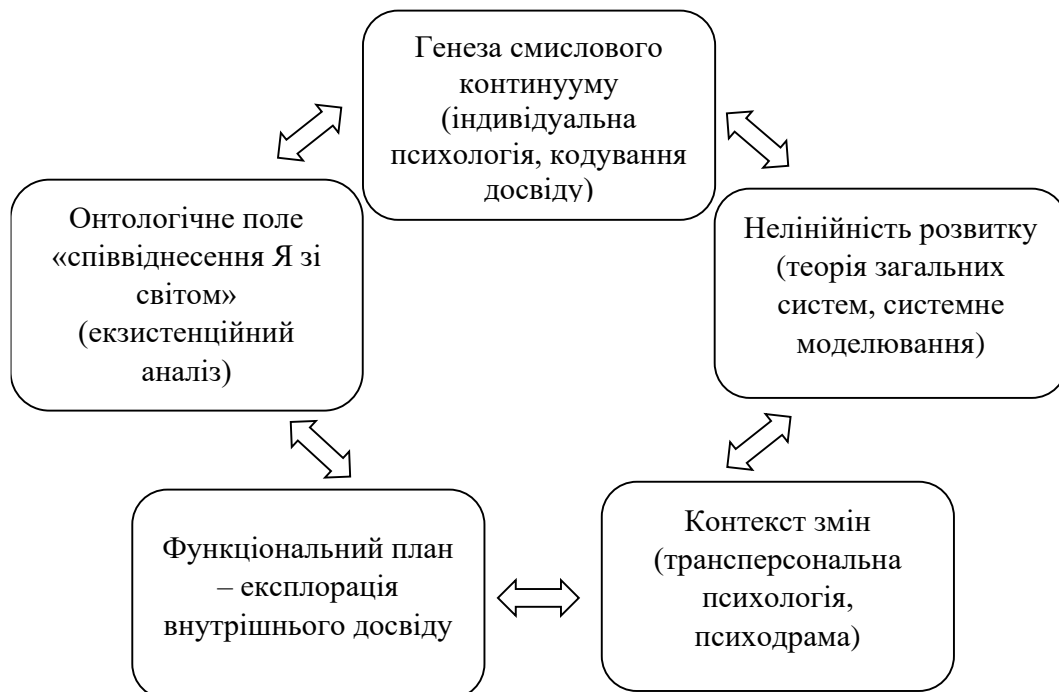 Генеза смислового
континууму
(індивідуальна
психологія, кодування
досвіду)
Онтологічне поле
«співвіднесення Я зі
світом»
(екзистенційний
аналіз)
Нелінійність розвитку
(теорія загальних
систем, системне
моделювання)
Функціональний план
– експлорація
внутрішнього досвіду
Контекст змін
(трансперсональна
психологія,
психодрама)